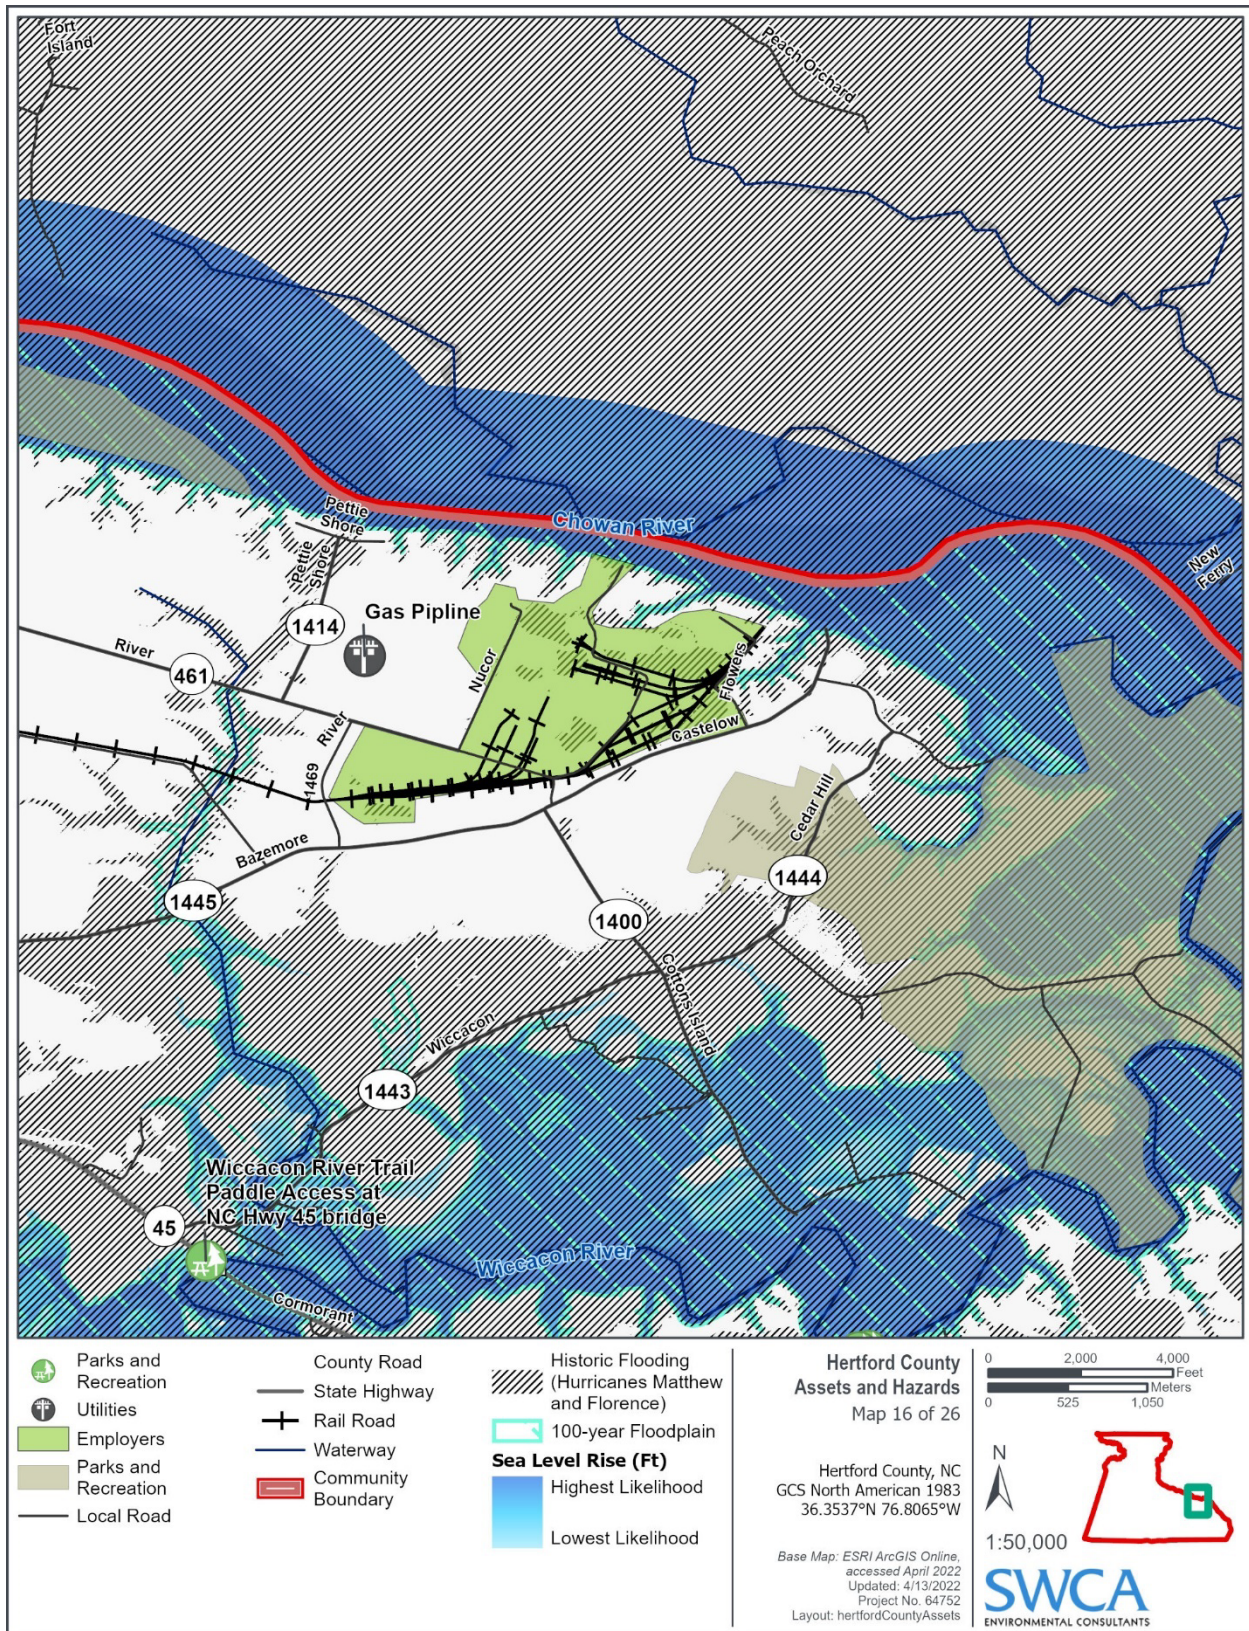 Fort
Island
Peach Orchard
Pettie
Shore
Chowan River
New
Ferry
Pettie
Shore
Gas Pipline
1414
River
461
Nucor
Flowers
River
Castelow
1469
Cedar Hill
Bazemore
1444
1445
1400
Cottons Island
Wiccacon
1443
Wiccacon River Trail
Paddle Access at
NC Hwy 45 bridge
45
Wiccacon River
Cormorant
Parks and
Recreation
Utilities
Employers
Parks and
Recreation
Local Road
County Road
State Highway
Rail Road
Waterway
Community
Boundary
Historic Flooding
(Hurricanes Matthew
and Florence)
100-year Floodplain
Sea Level Rise (Ft)
Highest Likelihood
Lowest Likelihood
Hertford County
Assets and Hazards
Map 16 of 26
Hertford County, NC
GCS North American 1983
36.3537°N 76.8065°W
Base Map: ESRI ArcGIS Online,
accessed April 2022
Updated: 4/13/2022
Project No. 64752
Layout: hertfordCountyAssets
0 2,000 4,000
Feet
Meters
0 525 1,050
N
1:50,000
SWCA
ENVIRONMENTAL CONSULTANTS